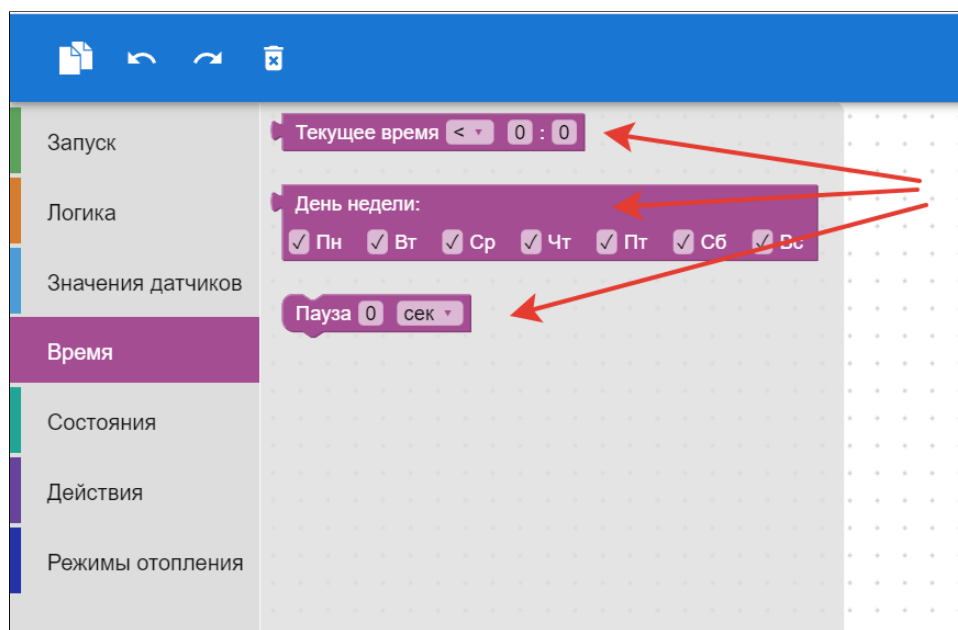 Запуск
Логика
Значения датчиков
Время
Состояния
Действия
Режимы отопления
Текущее время < 0 : 0
День недели:
Пн Вт Ср Чт Пт Сб Вс
Пауза 0 сек